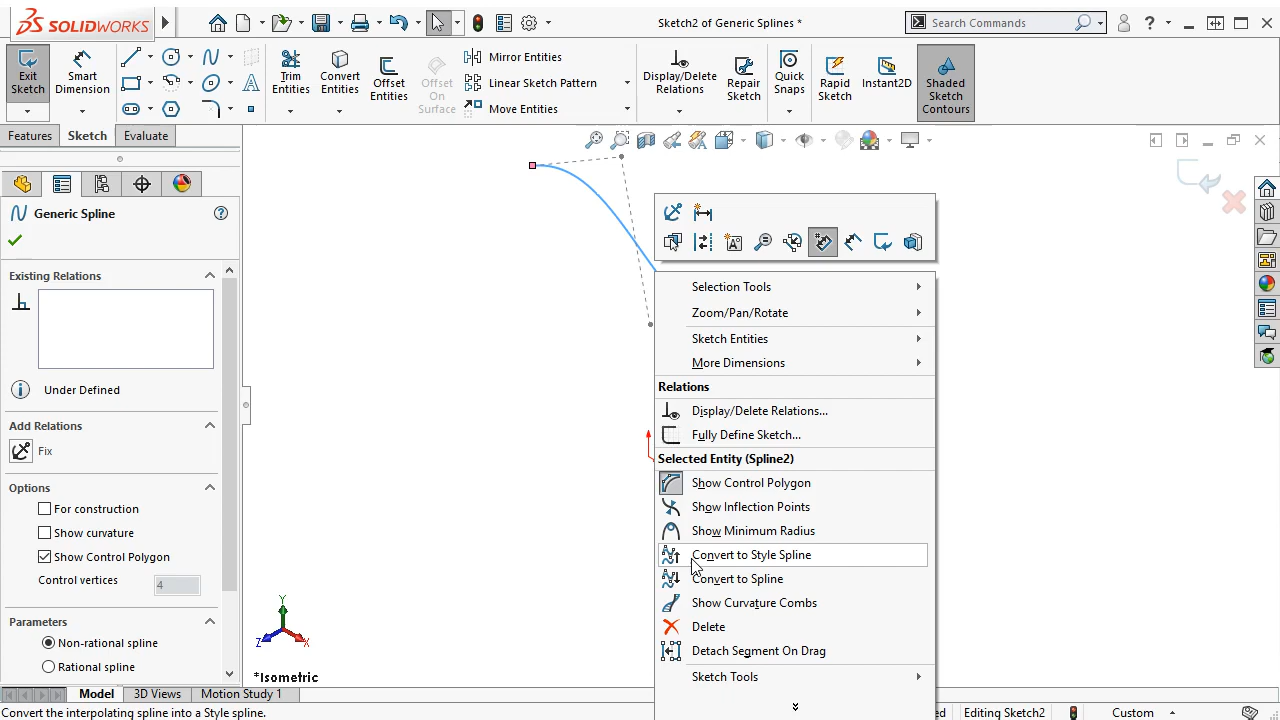 SOLIDWORKS
Sketch2 of Generic Splines *
Search Commands
?
Exit Sketch
Smart Dimension
Trim Entities
Convert Entities
Offset Entities
Offset On Surface
Mirror Entities
Linear Sketch Pattern
Move Entities
Display/Delete Relations
Repair Sketch
Quick Snaps
Rapid Sketch
Instant2D
Shaded Sketch Contours
Features
Sketch
Evaluate
Generic Spline
?
Existing Relations
Under Defined
Add Relations
Fix
Options
For construction
Show curvature
Show Control Polygon
Control vertices
4
Parameters
Non-rational spline
Rational spline
Selection Tools
Zoom/Pan/Rotate
Sketch Entities
More Dimensions
Relations
Display/Delete Relations...
Fully Define Sketch...
Selected Entity (Spline2)
Show Control Polygon
Show Inflection Points
Show Minimum Radius
Convert to Style Spline
Convert to Spline
Show Curvature Combs
Delete
Detach Segment On Drag
Sketch Tools
Y
Z
X
*Isometric
Model
3D Views
Motion Study 1
Convert the interpolating spline into a Style spline.
Editing Sketch2
Custom